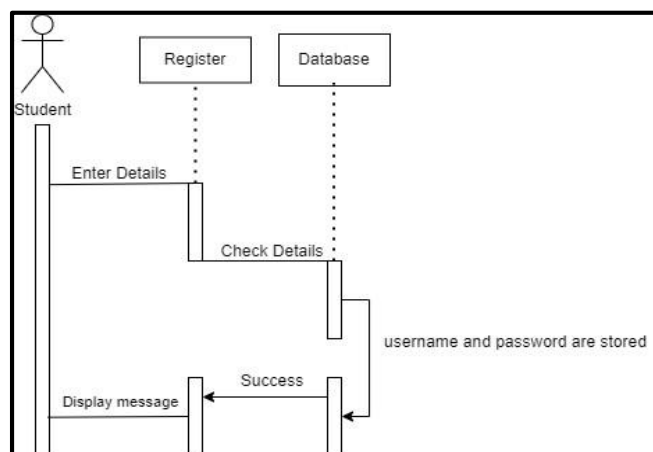 Register
Database
Student
Enter Details
Check Details
username and password are stored
Success
Display message